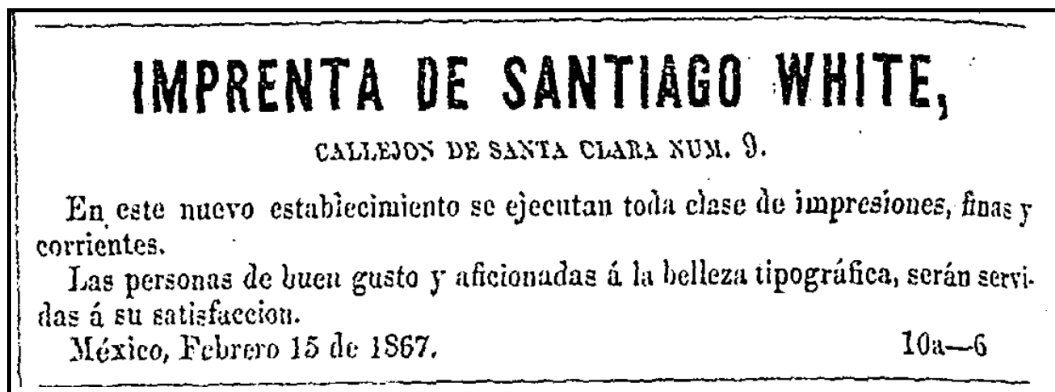 IMPRENTA DE SANTIAGO WHITE,
CALLEJON DE SANTA CLARA NUM. 9.
En este nuevo establecimiento se ejecutan toda clase de impresiones, finas y
corrientes.
Las personas de buen gusto y aficionadas á la belleza tipográfica, serán servi-
das á su satisfaccion.
México, Febrero 15 de 1867. 10a—6